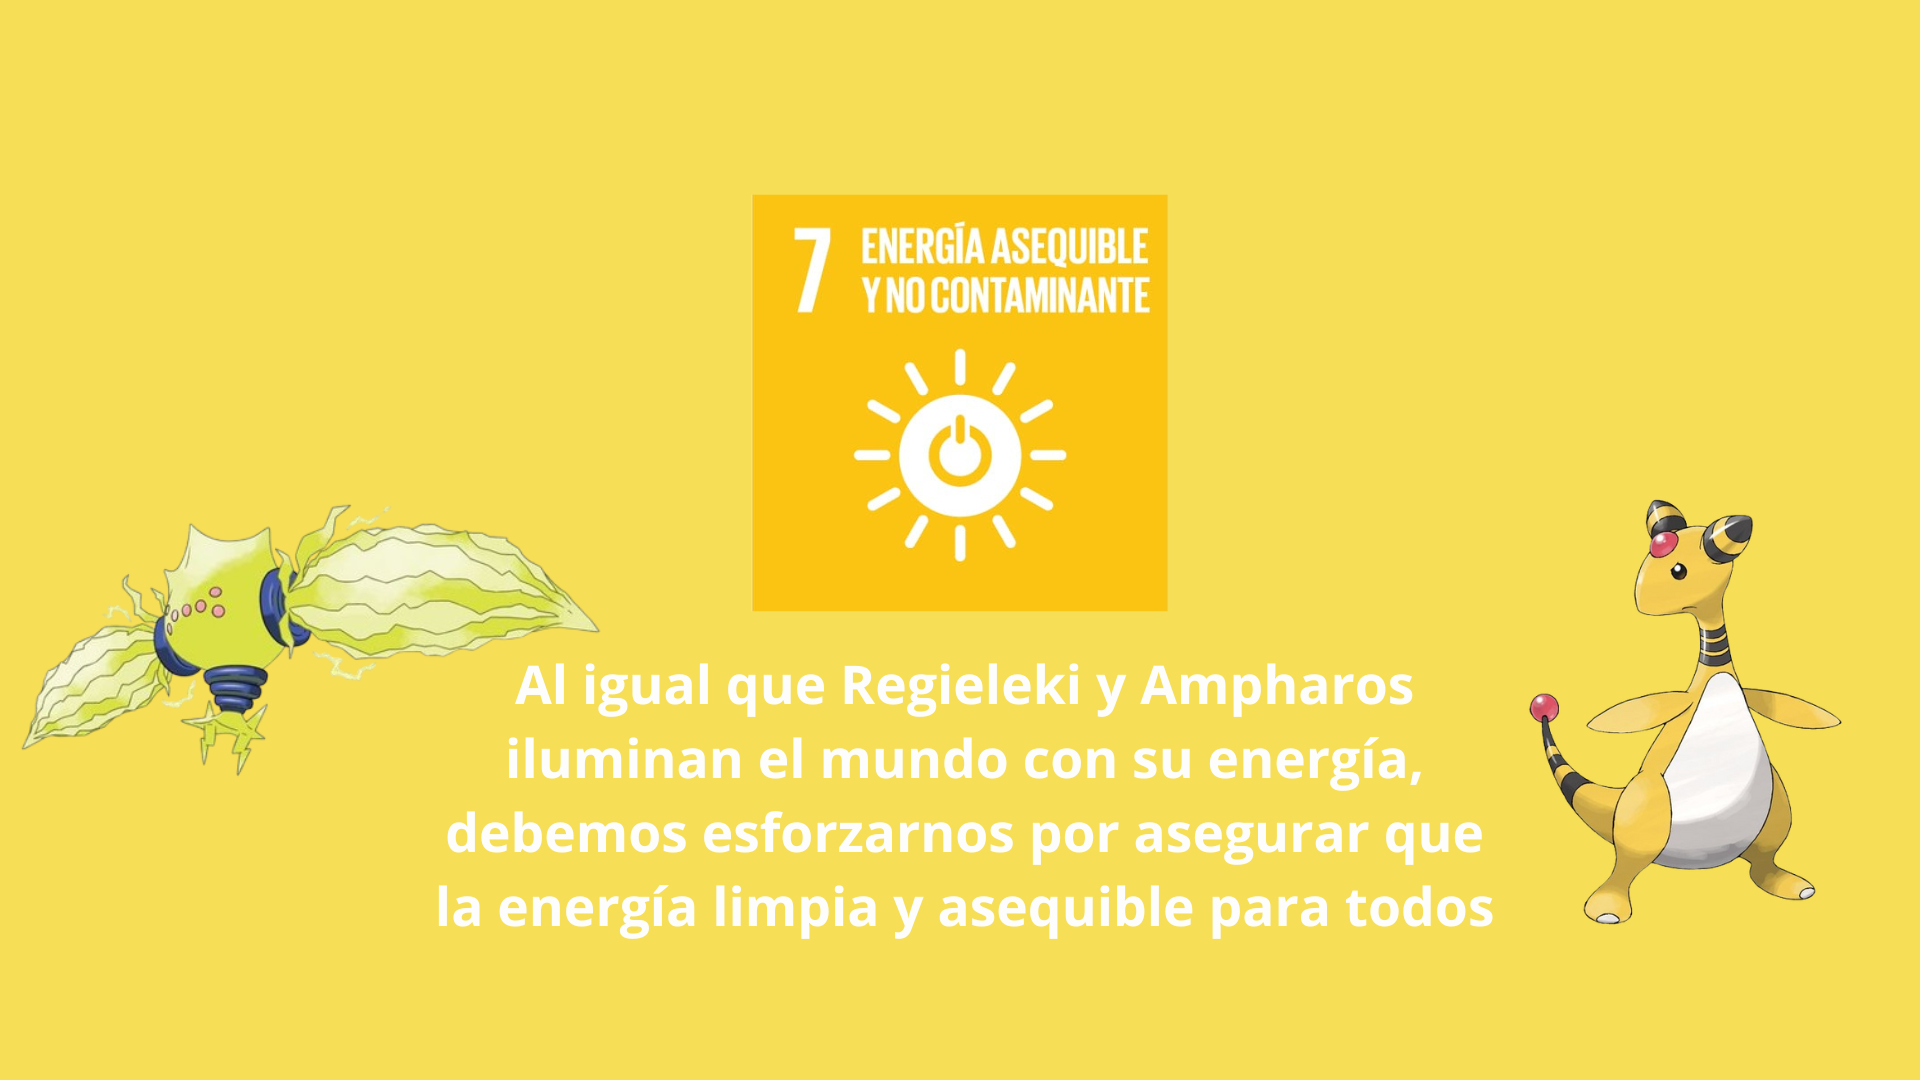 7 ENERGÍA ASEQUIBLE
Y NO CONTAMINANTE
Al igual que Regieleki y Ampharos
iluminan el mundo con su energía,
debemos esforzarnos por asegurar que
la energía limpia y asequible para todos